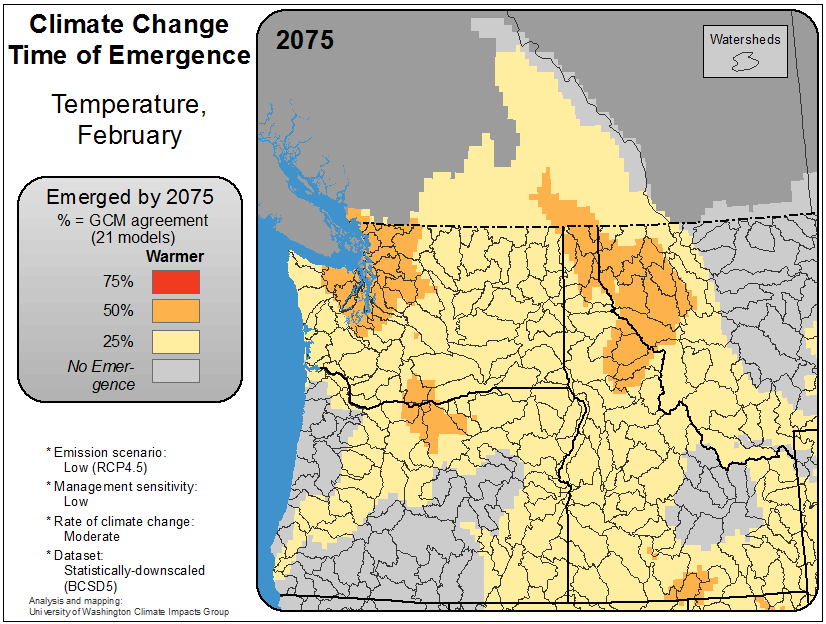 Climate Change
Time of Emergence
Temperature,
February
Emerged by 2075
% = GCM agreement
(21 models)
Warmer
75%
50%
25%
No Emer-
gence
* Emission scenario:
Low (RCP4.5)
* Management sensitivity:
Low
* Rate of climate change:
Moderate
* Dataset:
Statistically-downscaled
(BCSD5)
Analysis and mapping:
University of Washington Climate Impacts Group
2075
Watersheds